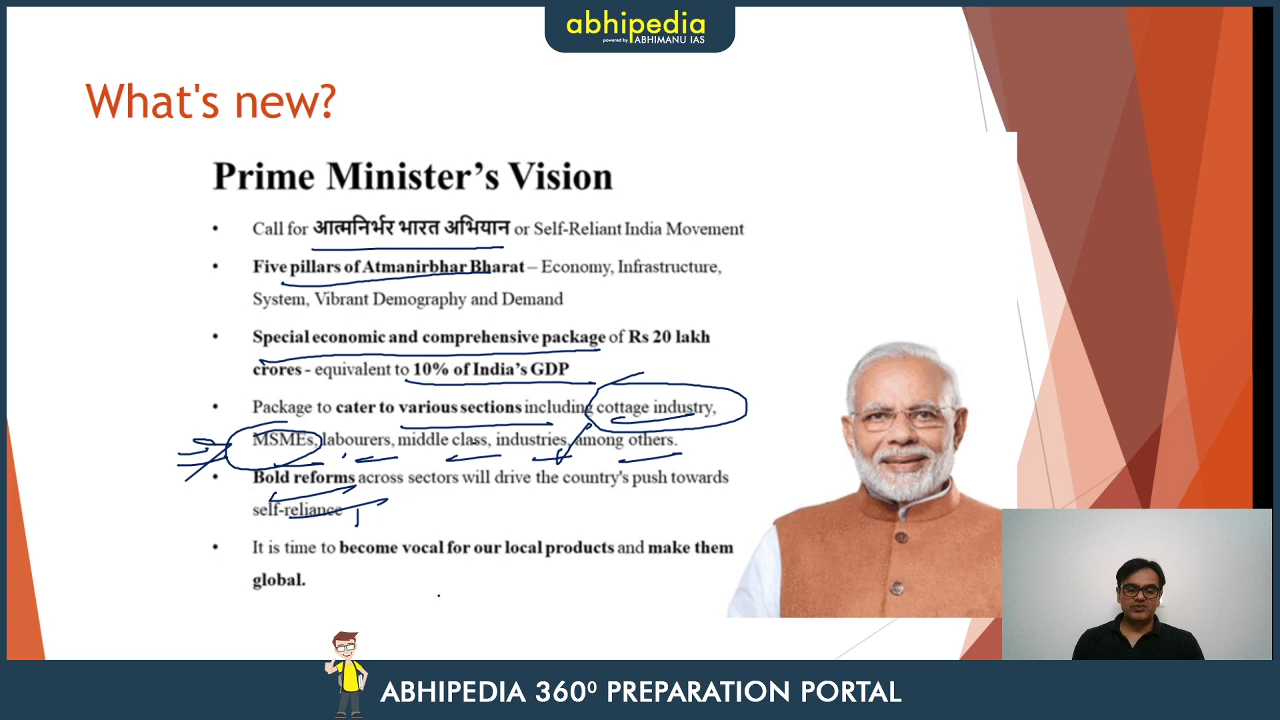 abhipedia
powered by ABHIMANU IAS
What's new?
Prime Minister's Vision
• Call for आत्मनिर्भर भारत अभियान or Self-Reliant India Movement
• Five pillars of Atmanirbhar Bharat – Economy, Infrastructure,
System, Vibrant Demography and Demand
• Special economic and comprehensive package of Rs 20 lakh
crores - equivalent to 10% of India's GDP
• Package to cater to various sections including cottage industry,
MSMEs, labourers, middle class, industries, among others.
• Bold reforms across sectors will drive the country's push towards
self-reliance
• It is time to become vocal for our local products and make them
global.
ABHIPEDIA 360⁰ PREPARATION PORTAL